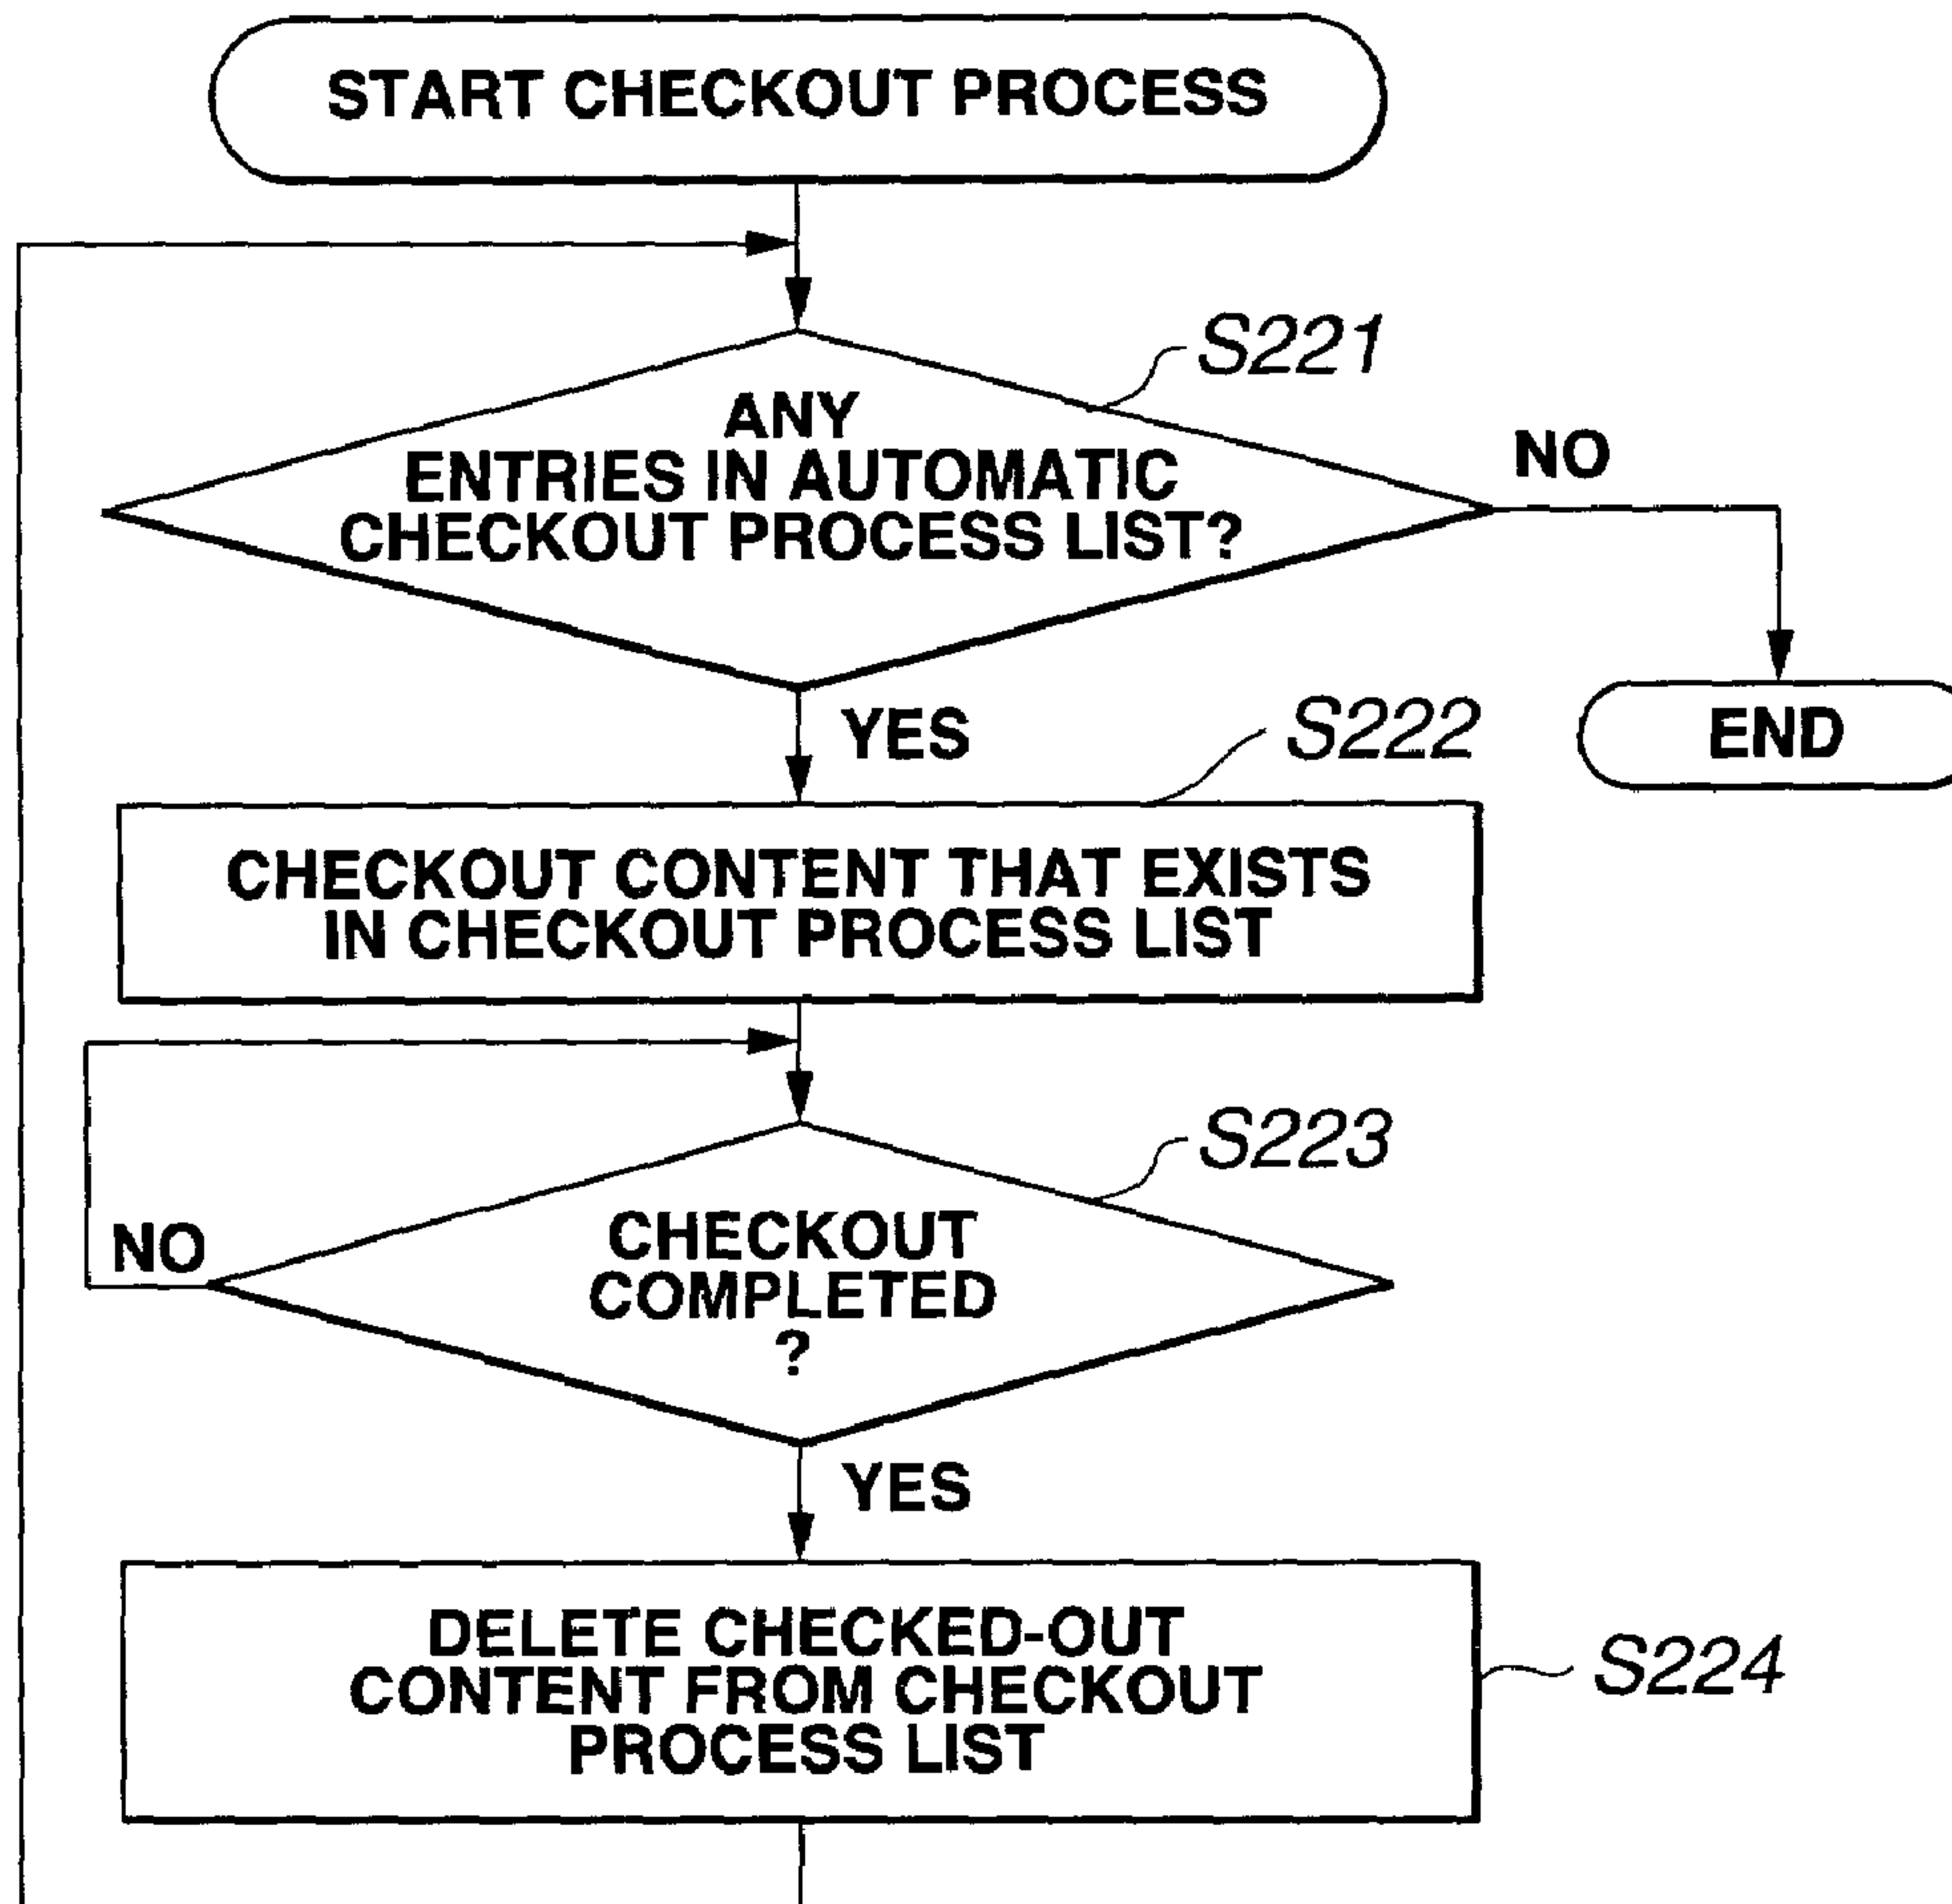 START CHECKOUT PROCESS
S221
ANY
ENTRIES IN AUTOMATIC
CHECKOUT PROCESS LIST?
NO
YES
S222
END
CHECKOUT CONTENT THAT EXISTS
IN CHECKOUT PROCESS LIST
S223
CHECKOUT
COMPLETED
?
NO
YES
DELETE CHECKED-OUT
CONTENT FROM CHECKOUT
PROCESS LIST
S224